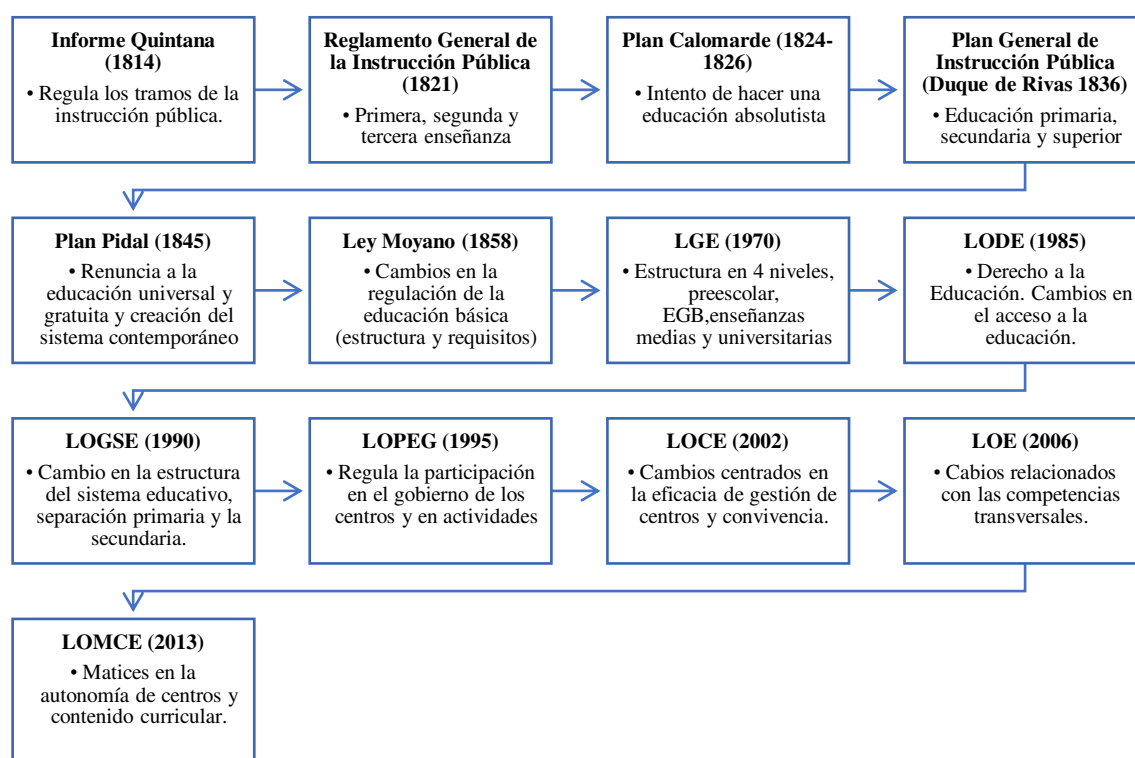 Informe Quintana
(1814)
• Regula los tramos de la
instrucción pública.
Reglamento General de
la Instrucción Pública
(1821)
• Primera, segunda y
tercera enseñanza
Plan Calomarde (1824-
1826)
• Intento de hacer una
educación absolutista
Plan General de
Instrucción Pública
(Duque de Rivas 1836)
• Educación primaria,
secundaria y superior
Plan Pidal (1845)
• Renuncia a la
educación universal y
gratuita y creación del
sistema contemporáneo
Ley Moyano (1858)
• Cambios en la
regulación de la
educación básica
(estructura y requisitos)
LGE (1970)
• Estructura en 4 niveles,
preescolar,
EGB,enseñanzas
medias y universitarias
LODE (1985)
• Derecho a la
Educación. Cambios en
el acceso a la
educación.
LOGSE (1990)
• Cambio en la estructura
del sistema educativo,
separación primaria y la
secundaria.
LOPEG (1995)
• Regula la participación
en el gobierno de los
centros y en actividades
LOCE (2002)
• Cambios centrados en
la eficacia de gestión de
centros y convivencia.
LOE (2006)
• Cabios relacionados
con las competencias
transversales.
LOMCE (2013)
• Matices en la
autonomía de centros y
contenido curricular.